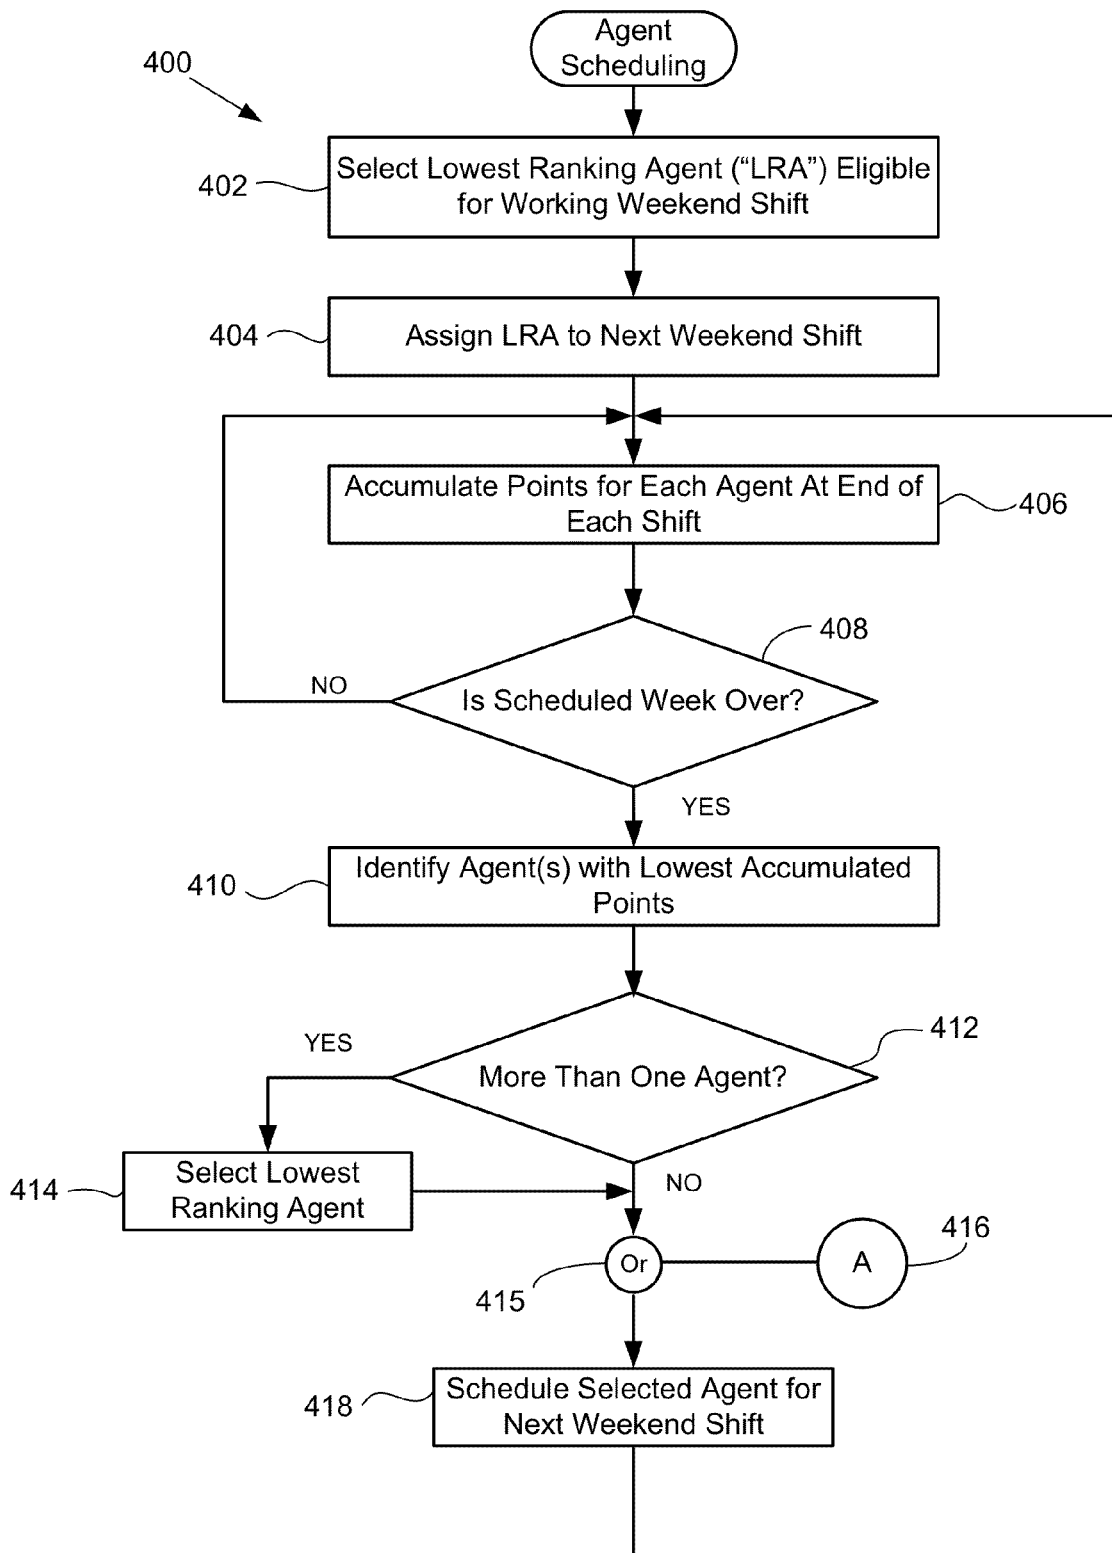 Agent
Scheduling
400
Select Lowest Ranking Agent (“LRA”) Eligible
for Working Weekend Shift
402
Assign LRA to Next Weekend Shift
404
Accumulate Points for Each Agent At End of
Each Shift
406
408
Is Scheduled Week Over?
NO
YES
Identify Agent(s) with Lowest Accumulated
Points
410
412
More Than One Agent?
YES
NO
Select Lowest
Ranking Agent
414
Or
415
A
416
Schedule Selected Agent for
Next Weekend Shift
418